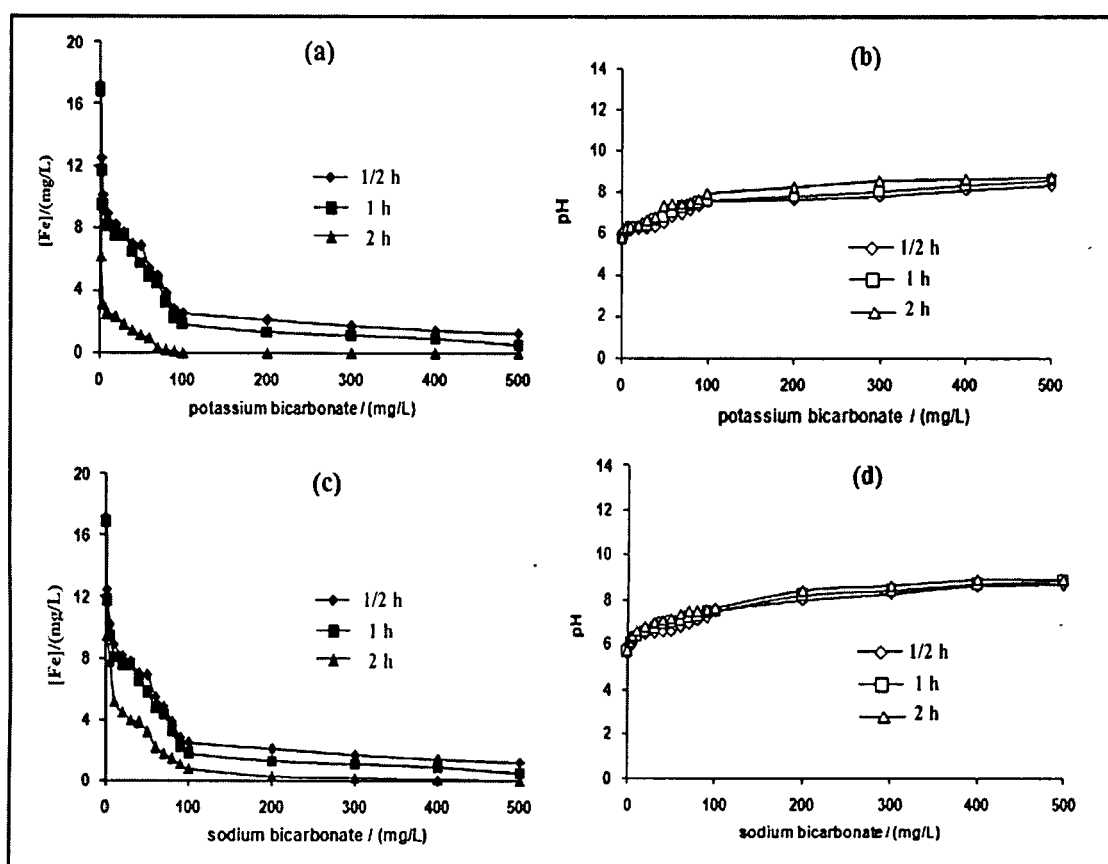 (a)
20
16
12
8
4
0
[Fe]/(mg/L)
1/2 h
1 h
2 h
0 100 200 300 400 500
potassium bicarbonate / (mg/L)
(b)
14
12
10
8
6
4
2
0
pH
1/2 h
1 h
2 h
0 100 200 300 400 500
potassium bicarbonate / (mg/L)
(c)
20
16
12
8
4
0
[Fe]/(mg/L)
1/2 h
1 h
2 h
0 100 200 300 400 500
sodium bicarbonate / (mg/L)
(d)
14
12
10
8
6
4
2
0
pH
1/2 h
1 h
2 h
0 100 200 300 400 500
sodium bicarbonate / (mg/L)